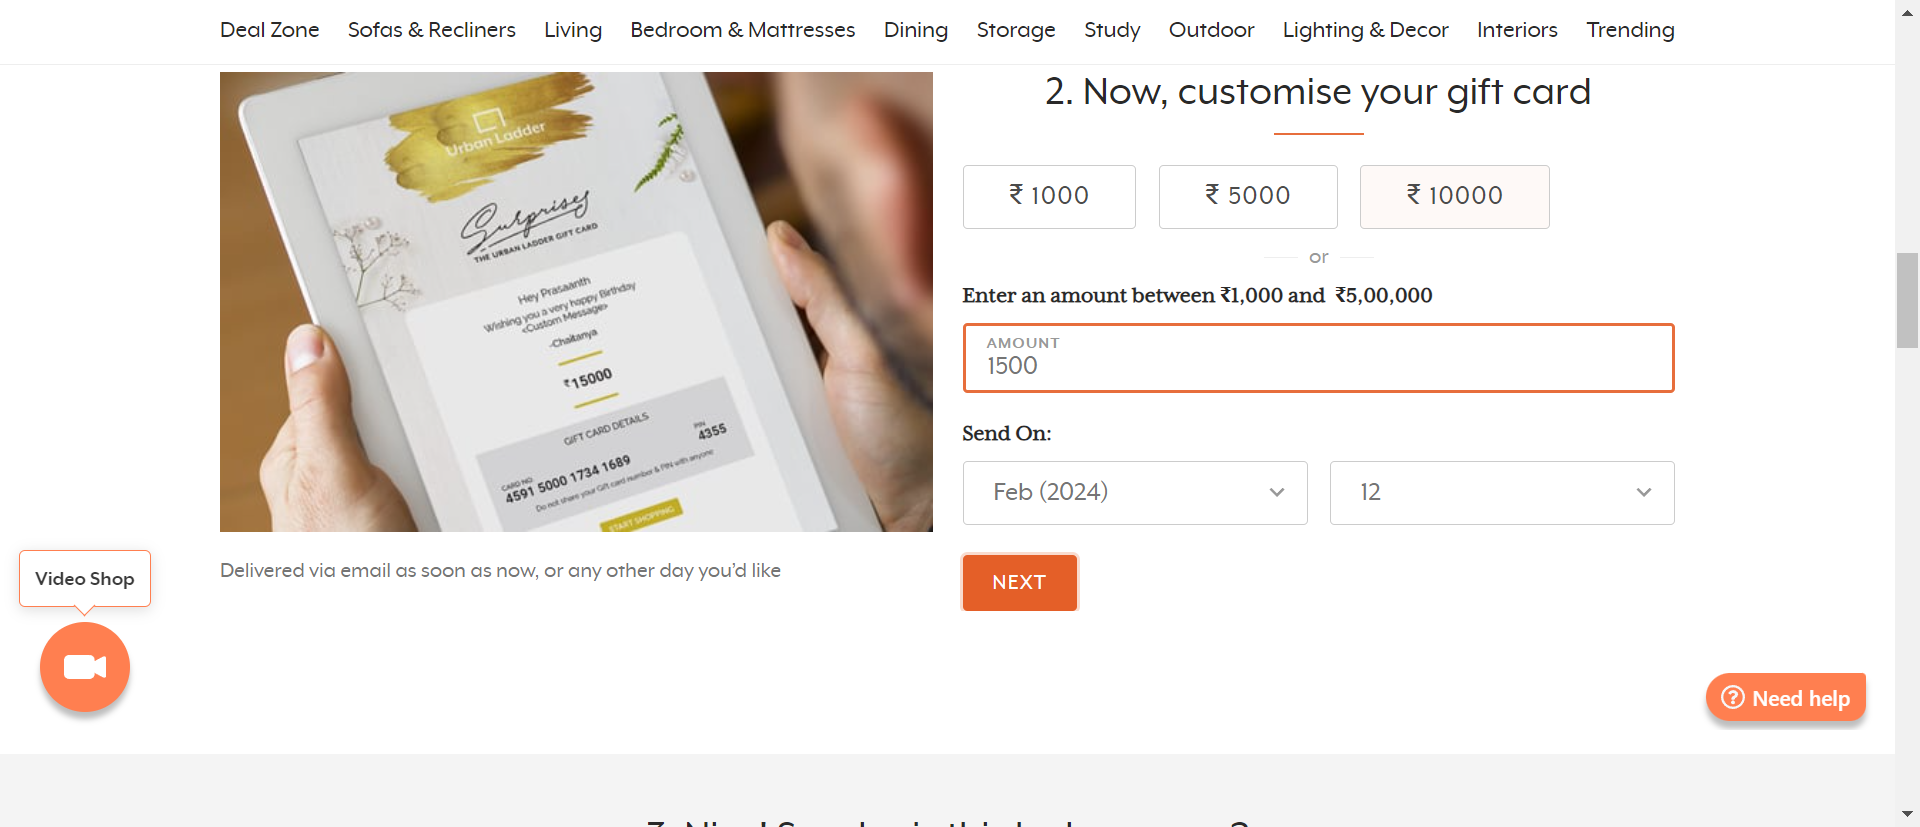 Deal Zone Sofas & Recliners Living Bedroom & Mattresses Dining Storage Study Outdoor Lighting & Decor Interiors Trending
Urban Ladder
Surprises
THE URBAN LADDER GIFT CARD
Hey Prasaanth
Wishing you a very happy Birthday
<Custom Message>
-Chaitanya
₹15000
GIFT CARD DETAILS
CARD NO.
4591 5000 1734 1689
PIN
4355
Do not share your Gift card number & PIN with anyone
START SHOPPING
Delivered via email as soon as now, or any other day you’d like
2. Now, customise your gift card
₹ 1000 ₹ 5000 ₹ 10000
or
Enter an amount between ₹1,000 and ₹5,00,000
AMOUNT
1500
Send On:
Feb (2024) 12
NEXT
Video Shop
Need help